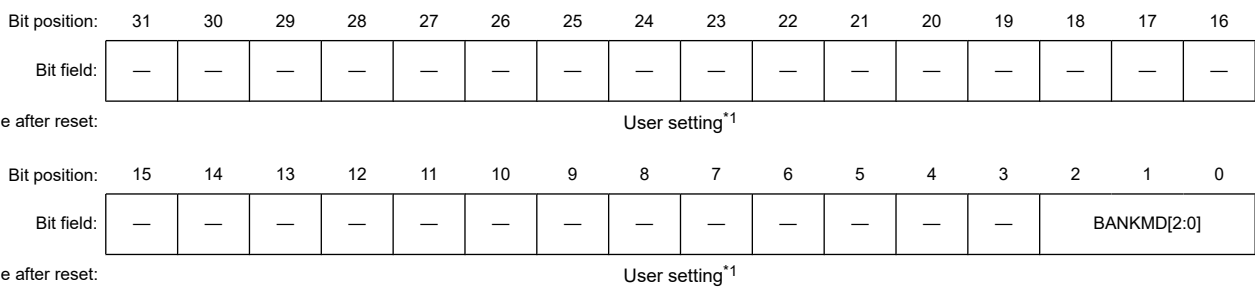 Bit position: 31 30 29 28 27 26 25 24 23 22 21 20 19 18 17 16
Bit field: — — — — — — — — — — — — — — — —
e after reset: User setting*1
Bit position: 15 14 13 12 11 10 9 8 7 6 5 4 3 2 1 0
Bit field: — — — — — — — — — — — — — BANKMD[2:0]
e after reset: User setting*1